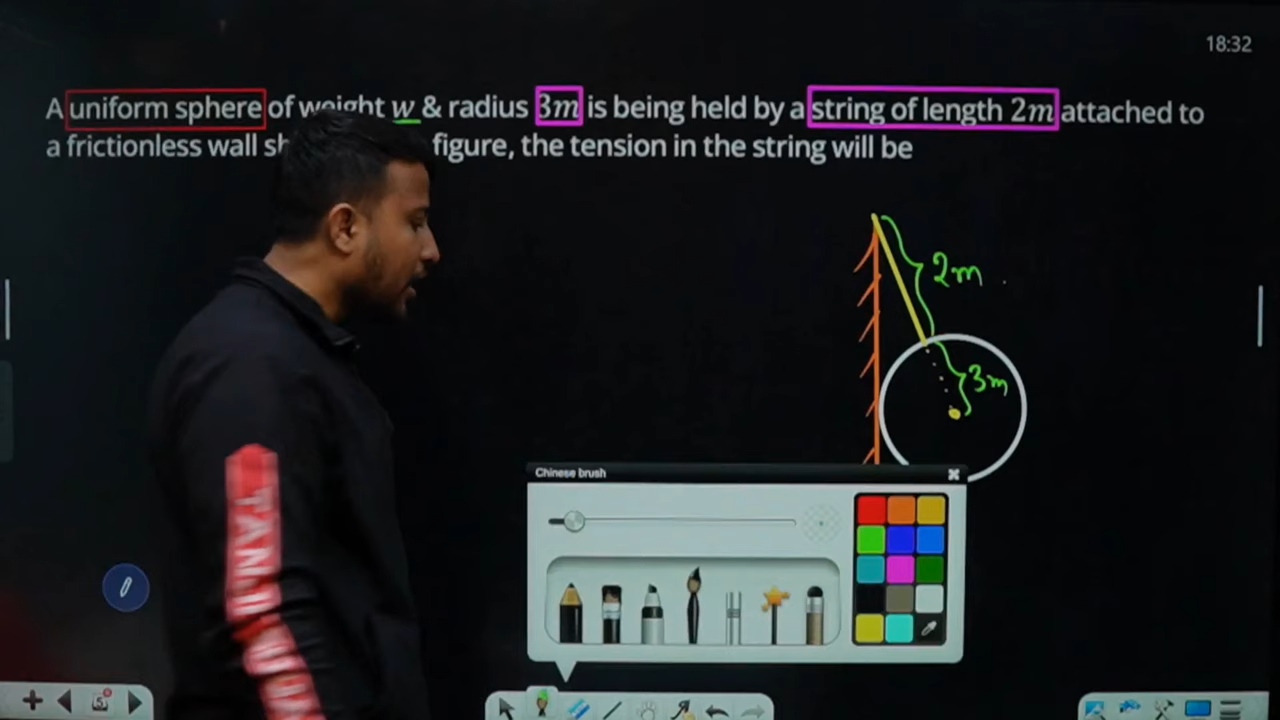 18:32
A uniform sphere of weight w & radius 3m is being held by a string of length 2m attached to
a frictionless wall figure, the tension in the string will be
2m
3m
Chinese brush